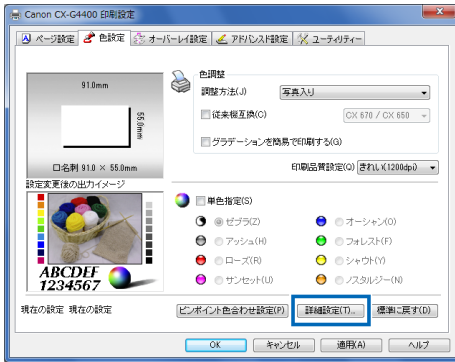 Canon CX-G4400 印刷設定
ページ設定 色設定 オーバーレイ設定 アドバンスド設定 ユーティリティー
91.0mm
55.0mm
口名刺 91.0 × 55.0mm
設定変更後の出力イメージ
ABCDEF
1234567
色調整
調整方法(J) 写真入り
従来機互換(C) CX 670 / CX 650
グラデーションを簡易で印刷する(G)
印刷品質設定(Q) きれい(1200dpi)
単色指定(S)
ゼブラ(Z) オーシャン(O)
アッシュ(H) フォレスト(F)
ローズ(R) シャウト(Y)
サンセット(U) ノスタルジー(N)
現在の設定 現在の設定
ピンポイント色合わせ設定(P) 詳細設定(T)... 標準に戻す(D)
OK キャンセル 適用(A) ヘルプ